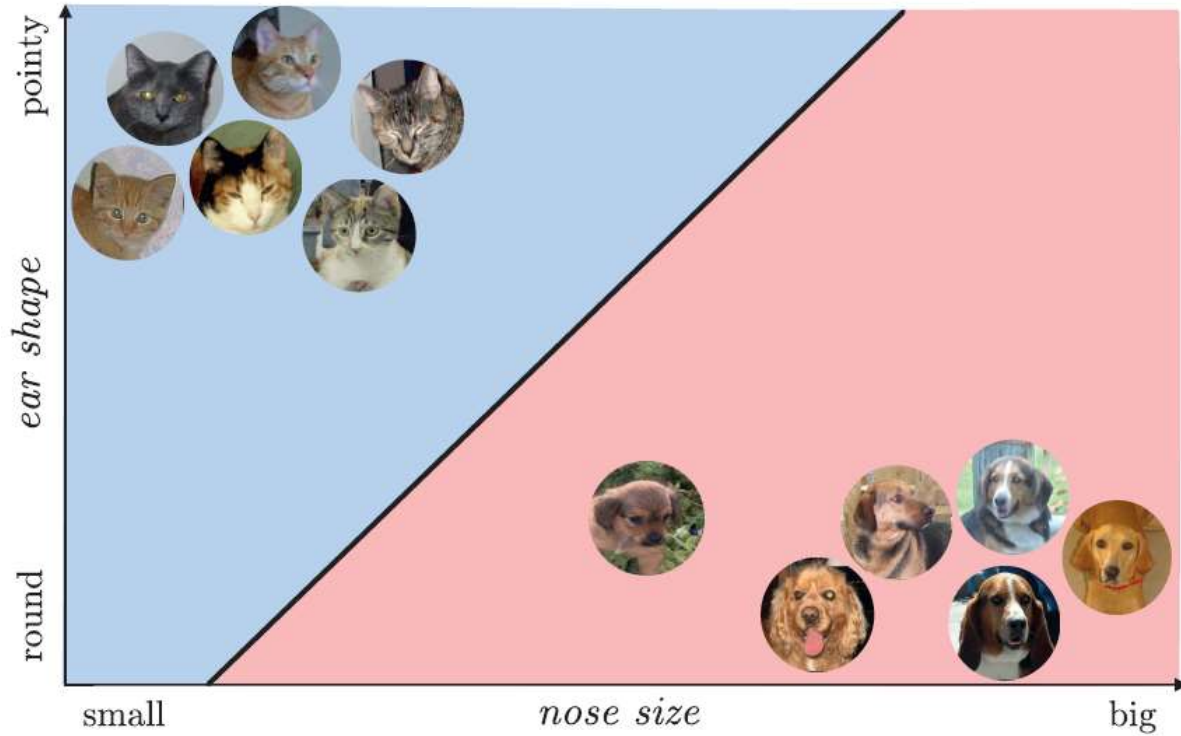 pointy
ear shape
round
small
nose size
big